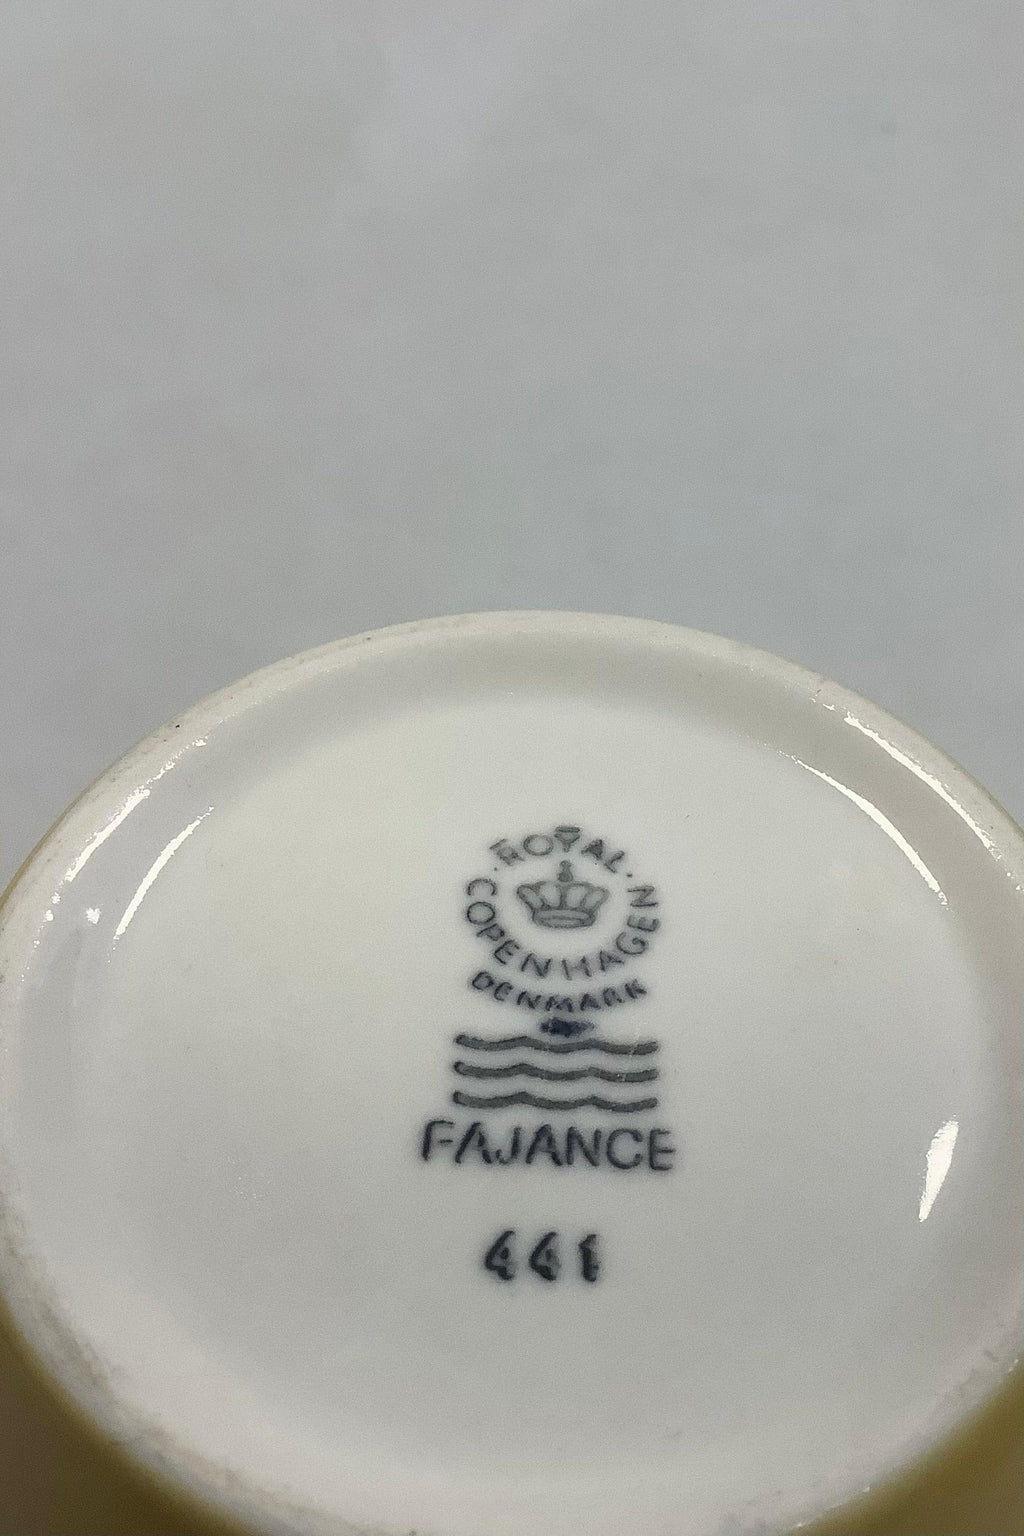 ROYAL
COPENHAGEN
DENMARK
FAJANCE
441